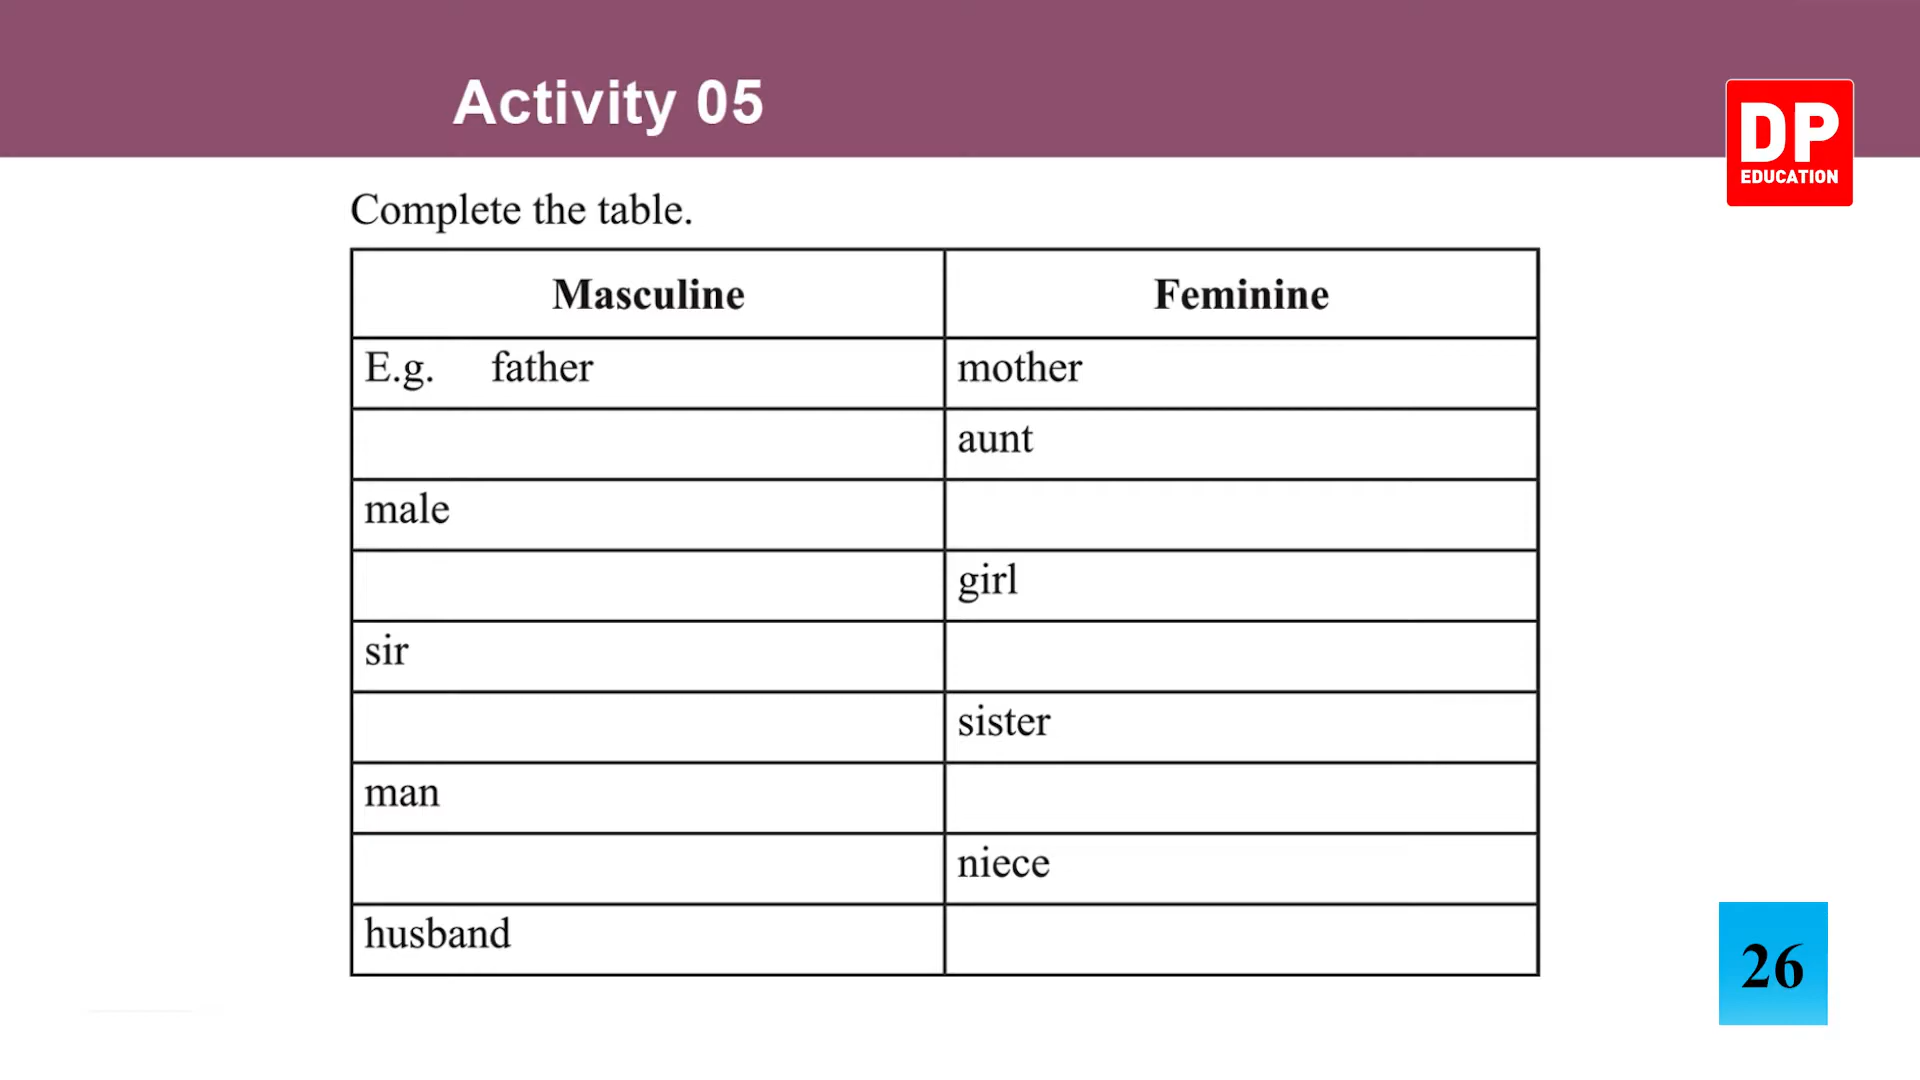 Activity 05
DP
EDUCATION
Complete the table.
Masculine Feminine
E.g. father mother
aunt
male
girl
sir
sister
man
niece
husband
26